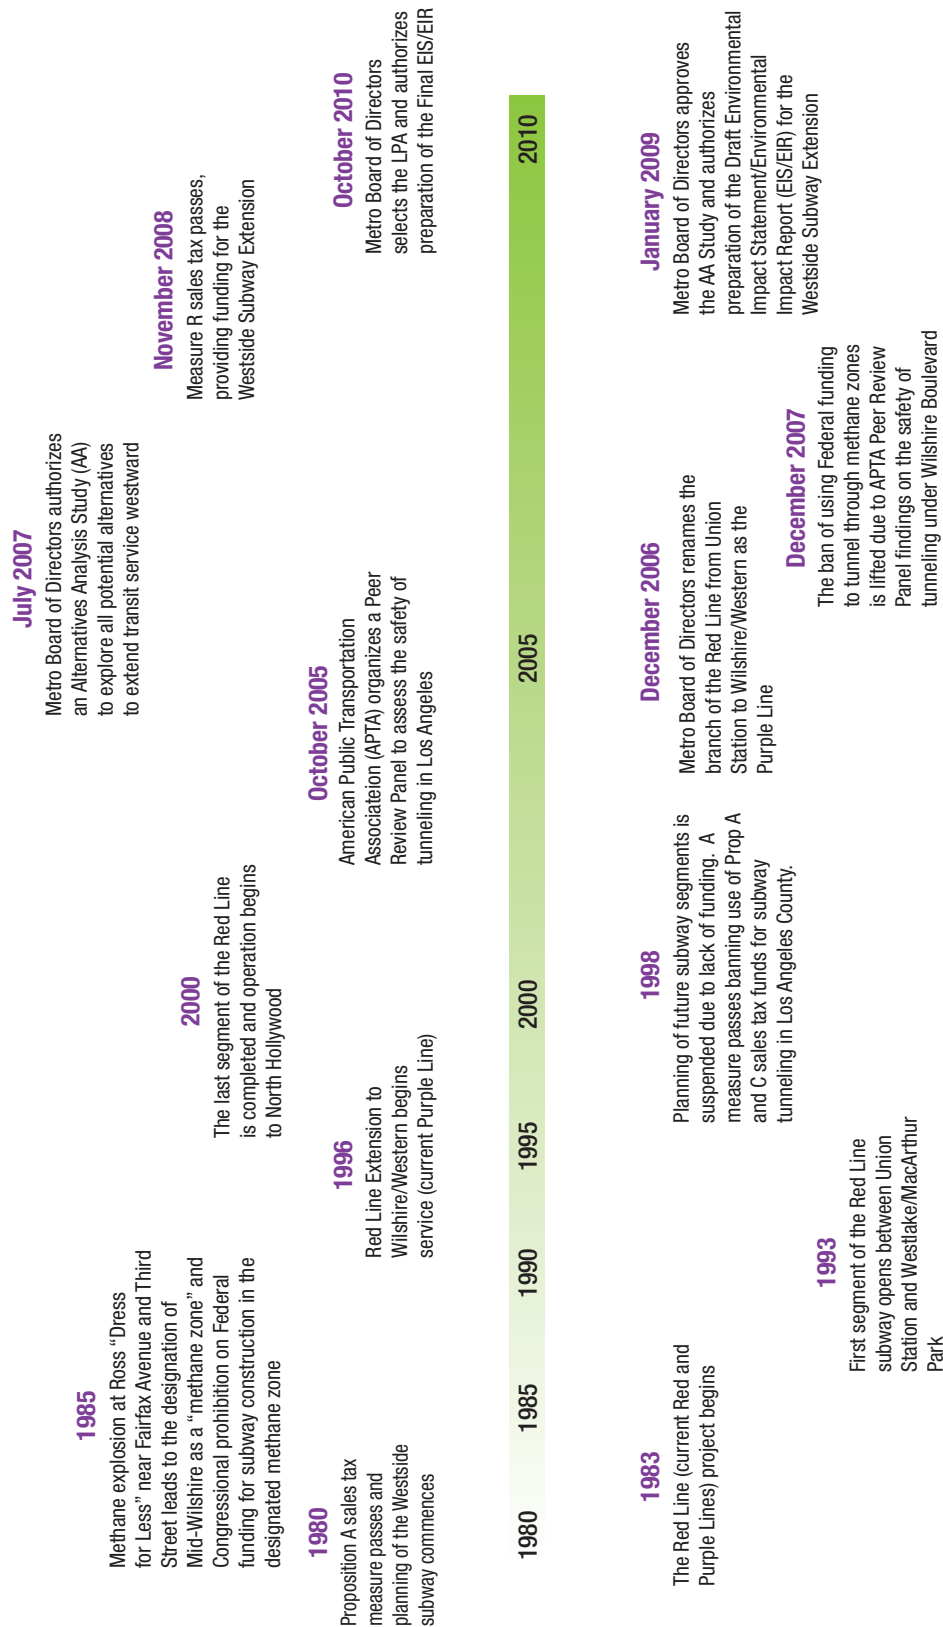 1985
Methane explosion at Ross “Dress
for Less” near Fairfax Avenue and Third
Street leads to the designation of
Mid-Wilshire as a “methane zone” and
Congressional prohibition on Federal
funding for subway construction in the
designated methane zone
July 2007
Metro Board of Directors authorizes
an Alternatives Analysis Study (AA)
to explore all potential alternatives
to extend transit service westward
2000
The last segment of the Red Line
is completed and operation begins
to North Hollywood
November 2008
Measure R sales tax passes,
providing funding for the
Westside Subway Extension
1980
Proposition A sales tax
measure passes and
planning of the Westside
subway commences
1996
Red Line Extension to
Wilshire/Western begins
service (current Purple Line)
October 2005
American Public Transportation
Associateion (APTA) organizes a Peer
Review Panel to assess the safety of
tunneling in Los Angeles
October 2010
Metro Board of Directors
selects the LPA and authorizes
preparation of the Final EIS/EIR
1980 1985 1990 1995 2000 2005 2010
1983
The Red Line (current Red and
Purple Lines) project begins
1998
Planning of future subway segments is
suspended due to lack of funding. A
measure passes banning use of Prop A
and C sales tax funds for subway
tunneling in Los Angeles County.
December 2006
Metro Board of Directors renames the
branch of the Red Line from Union
Station to Wilshire/Western as the
Purple Line
January 2009
Metro Board of Directors approves
the AA Study and authorizes
preparation of the Draft Environmental
Impact Statement/Environmental
Impact Report (EIS/EIR) for the
Westside Subway Extension
1993
First segment of the Red Line
subway opens between Union
Station and Westlake/MacArthur
Park
December 2007
The ban of using Federal funding
to tunnel through methane zones
is lifted due to APTA Peer Review
Panel findings on the safety of
tunneling under Wilshire Boulevard